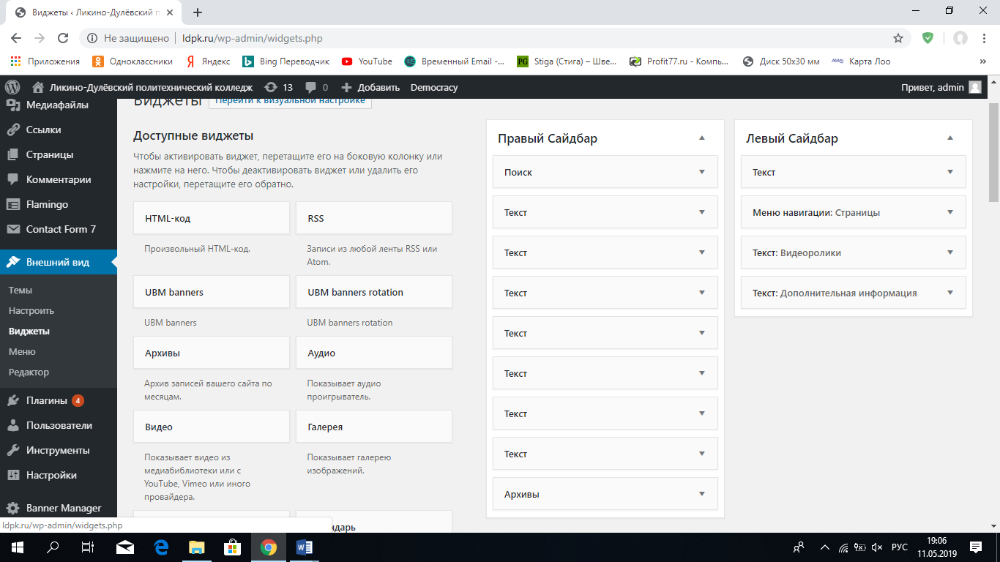 Виджеты ‹ Ликино-Дулёвский п
Не защищено | ldpk.ru/wp-admin/widgets.php
Приложения
Одноклассники
Яндекс
Bing Переводчик
YouTube
Временный Email -...
PG
Stiga (Стига) – Шве...
Profit77.ru - Компь...
Диск 50x30 мм
Карта Лоо
»
Ликино-Дулёвский политехнический колледж
13
0
Добавить
Democracy
Привет, admin
Медиафайлы
Ссылки
Страницы
Комментарии
Flamingo
Contact Form 7
Внешний вид
Темы
Настроить
Виджеты
Меню
Редактор
Плагины 4
Пользователи
Инструменты
Настройки
Banner Manager
ldpk.ru/wp-admin/widgets.php
Виджеты
Перейти к визуальной настройке
Доступные виджеты
Чтобы активировать виджет, перетащите его на боковую колонку или
нажмите на него. Чтобы деактивировать виджет или удалить его
настройки, перетащите его обратно.
HTML-код
Произвольный HTML-код.
RSS
Записи из любой ленты RSS или
Atom.
UBM banners
UBM banners
UBM banners rotation
UBM banners rotation
Архивы
Архив записей вашего сайта по
месяцам.
Аудио
Показывает аудио
проигрыватель.
Видео
Показывает видео из
медиабиблиотеки или с
YouTube, Vimeo или иного
провайдера.
Галерея
Показывает галерею
изображений.
ндарь
Правый Сайдбар
Поиск
Текст
Текст
Текст
Текст
Текст
Текст
Текст
Архивы
Левый Сайдбар
Текст
Меню навигации: Страницы
Текст: Видеоролики
Текст: Дополнительная информация
РУС
19:06
11.05.2019